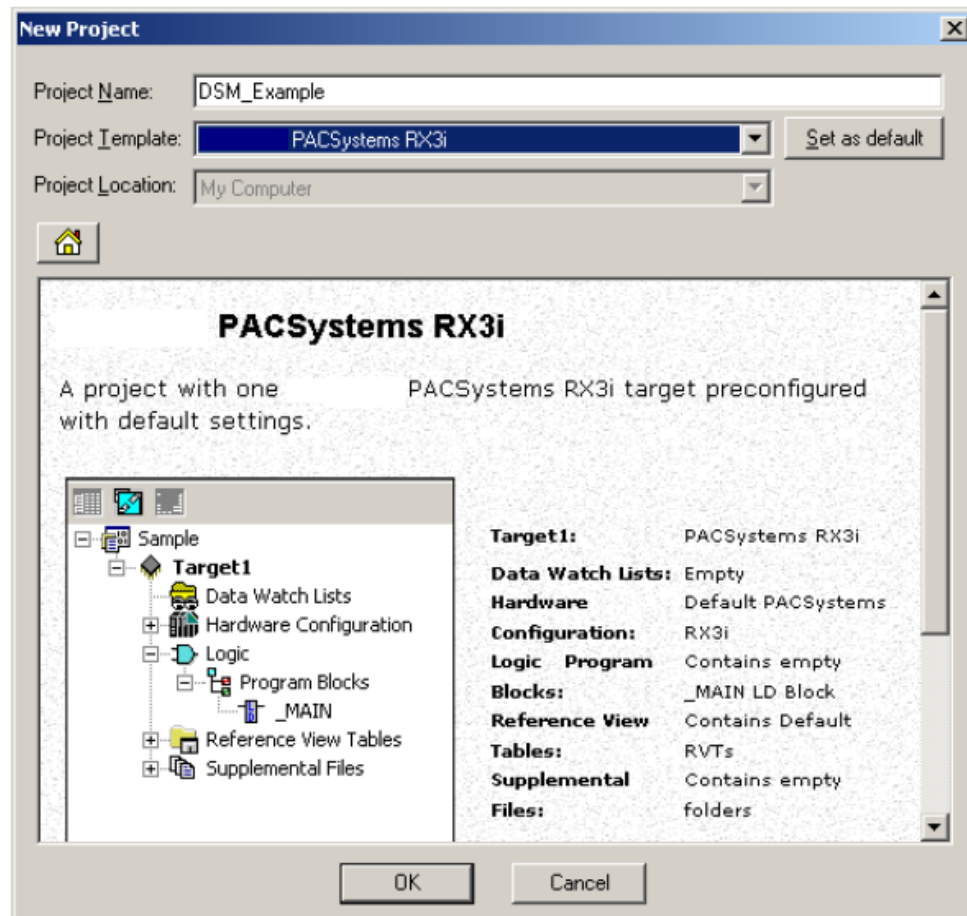 New Project
Project Name: DSM_Example
Project Template: PACSystems RX3i Set as default
Project Location: My Computer
PACSystems RX3i
A project with one PACSystems RX3i target preconfigured
with default settings.
Sample
Target1
Data Watch Lists
Hardware Configuration
Logic
Program Blocks
_MAIN
Reference View Tables
Supplemental Files
Target1: PACSystems RX3i
Data Watch Lists: Empty
Hardware Default PACSystems
Configuration: RX3i
Logic Program Contains empty
Blocks: _MAIN LD Block
Reference View Contains Default
Tables: RVTs
Supplemental Contains empty
Files: folders
OK Cancel